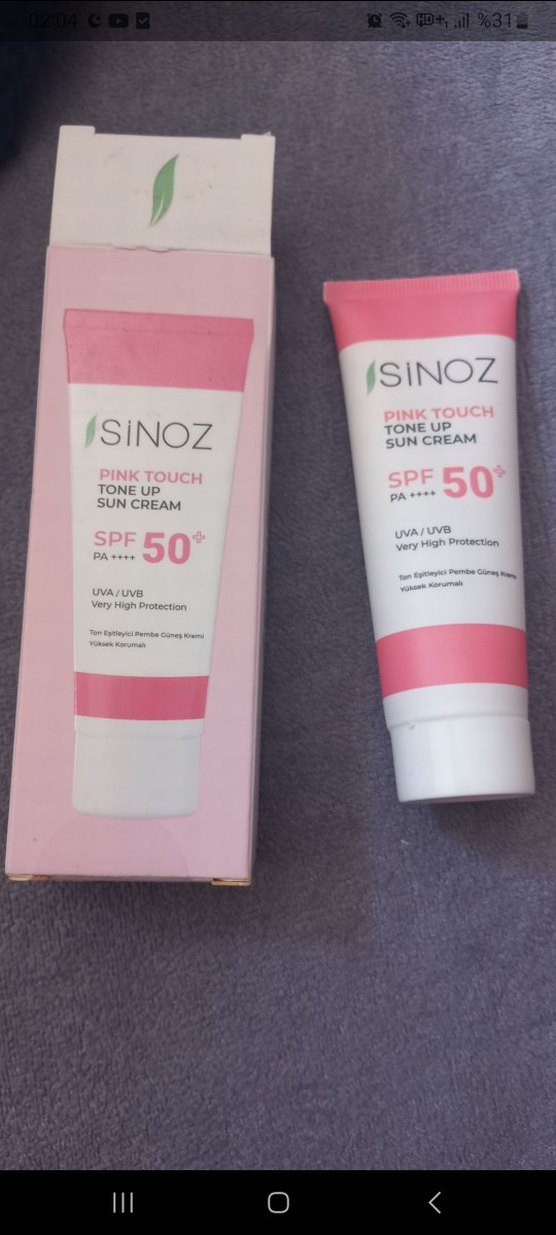 02:04
%31
SiNOZ
PINK TOUCH
TONE UP
SUN CREAM
SPF 50+
PA ++++
UVA / UVB
Very High Protection
Ton Eşitleyici Pembe Güneş Kremi
Yüksek Korumalı
SiNOZ
PINK TOUCH
TONE UP
SUN CREAM
SPF 50+
PA ++++
UVA / UVB
Very High Protection
Ton Eşitleyici Pembe Güneş Kremi
Yüksek Korumalı